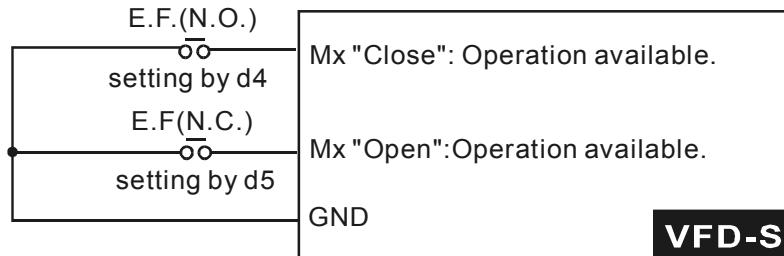 E.F.(N.O.)
Mx "Close": Operation available.
setting by d4
E.F(N.C.)
Mx "Open":Operation available.
setting by d5
GND
VFD-S